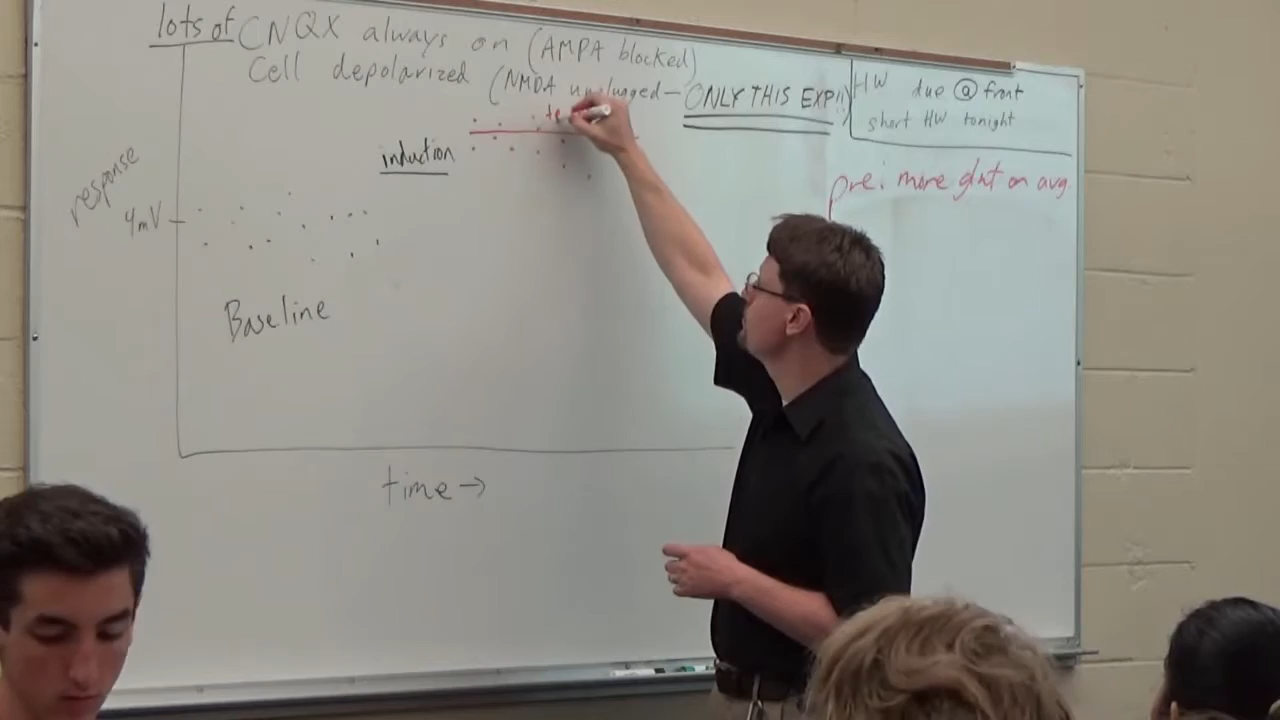 lots of CNQX always on (AMPA blocked)
Cell depolarized (NMDA unplugged - ONLY THIS EXP!!)
HW due @ front
short HW tonight
induction
pre: more glut on avg.
response
4mV
Baseline
time →